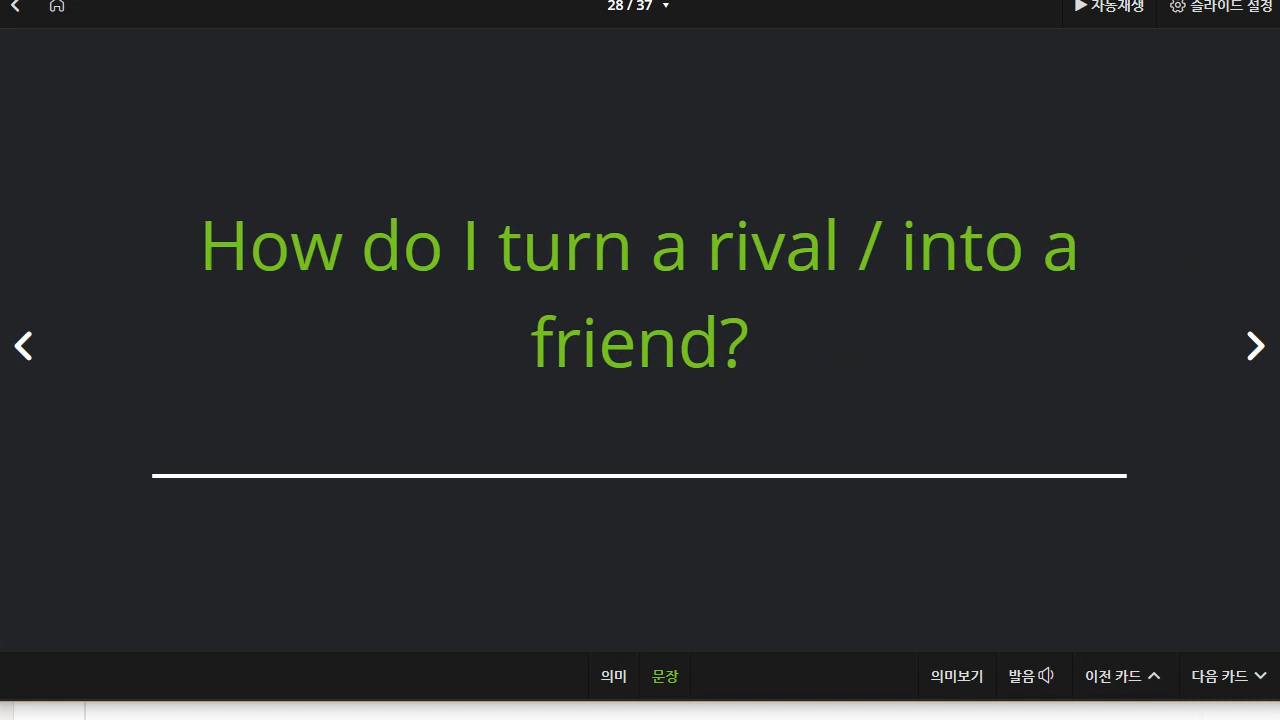 28 / 37
자동재생
슬라이드 설정
How do I turn a rival / into a
friend?
의미
문장
의미보기
발음
이전 카드
다음 카드